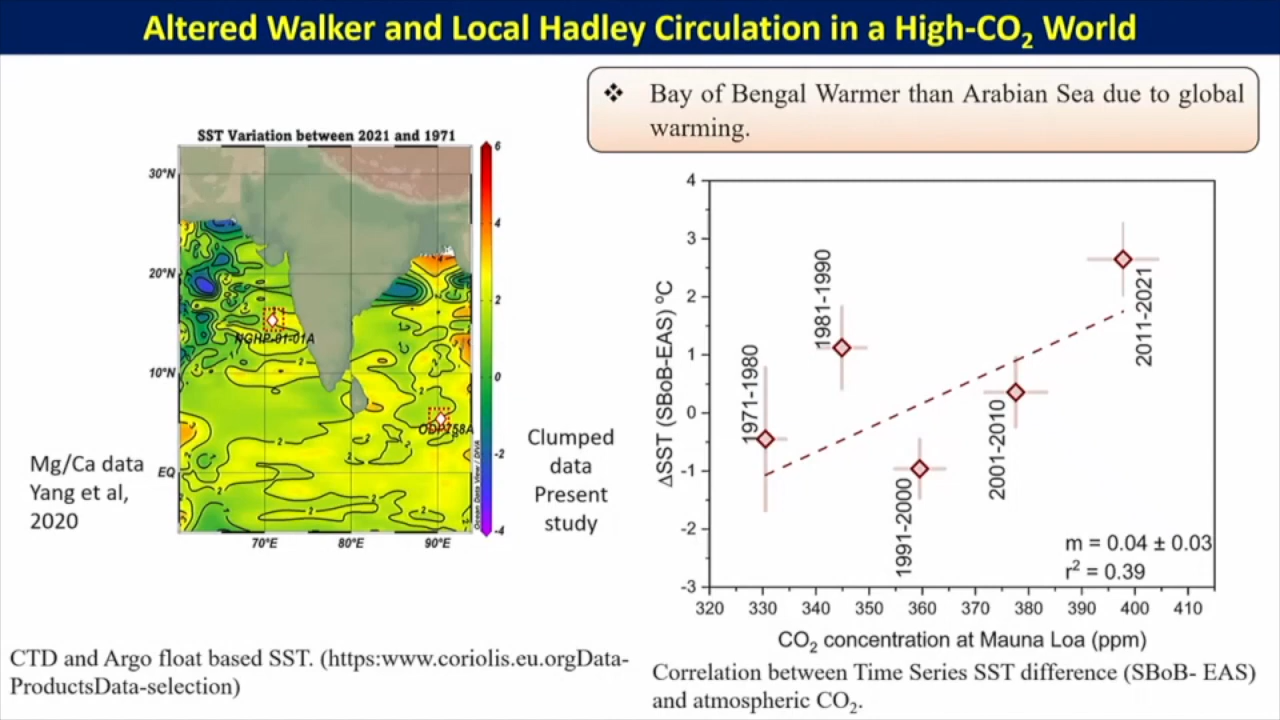 Altered Walker and Local Hadley Circulation in a High-CO₂ World
❖ Bay of Bengal Warmer than Arabian Sea due to global
warming.
SST Variation between 2021 and 1971
30°N
20°N
10°N
EQ
70°E 80°E 90°E
6
4
2
0
-2
-4
NGHP-01-01A
ODP758A
Ocean Data View / DIVA
Mg/Ca data
Yang et al,
2020
Clumped
data
Present
study
CTD and Argo float based SST. (https:www.coriolis.eu.orgData-
ProductsData-selection)
ΔSST (SBoB-EAS) ºC
4
3
2
1
0
-1
-2
-3
1971-1980
1981-1990
1991-2000
2001-2010
2011-2021
m = 0.04 ± 0.03
r² = 0.39
320 330 340 350 360 370 380 390 400 410
CO₂ concentration at Mauna Loa (ppm)
Correlation between Time Series SST difference (SBoB- EAS)
and atmospheric CO₂.